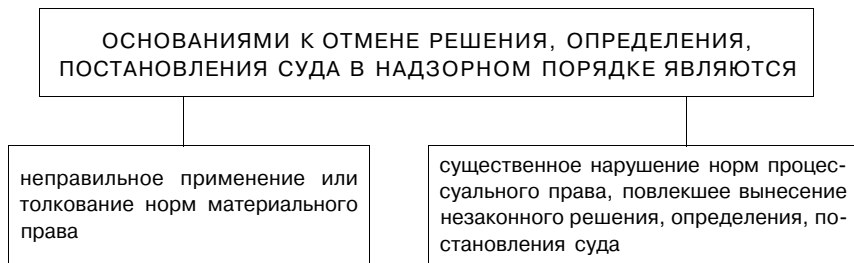 ОСНОВАНИЯМИ К ОТМЕНЕ РЕШЕНИЯ, ОПРЕДЕЛЕНИЯ,
ПОСТАНОВЛЕНИЯ СУДА В НАДЗОРНОМ ПОРЯДКЕ ЯВЛЯЮТСЯ
неправильное применение или
толкование норм материального
права
существенное нарушение норм процес-
суального права, повлекшее вынесение
незаконного решения, определения, по-
становления суда